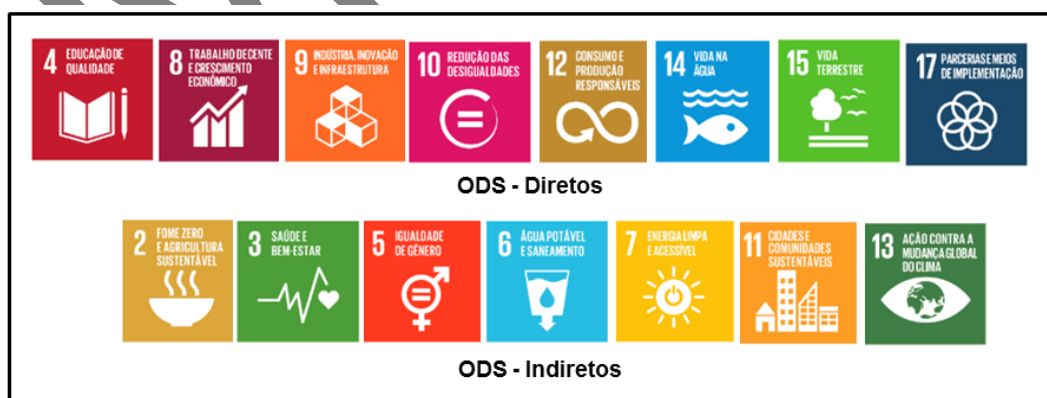 4 EDUCAÇÃO DE
QUALIDADE
8 TRABALHO DECENTE
E CRESCIMENTO
ECONÔMICO
9 INDÚSTRIA, INOVAÇÃO
E INFRAESTRUTURA
10 REDUÇÃO DAS
DESIGUALDADES
12 CONSUMO E
PRODUÇÃO
RESPONSÁVEIS
14 VIDA NA
ÁGUA
15 VIDA
TERRESTRE
17 PARCERIAS E MEIOS
DE IMPLEMENTAÇÃO
ODS - Diretos
2 FOME ZERO
E AGRICULTURA
SUSTENTÁVEL
3 SAÚDE E
BEM-ESTAR
5 IGUALDADE
DE GÊNERO
6 ÁGUA POTÁVEL
E SANEAMENTO
7 ENERGIA LIMPA
E ACESSÍVEL
11 CIDADES E
COMUNIDADES
SUSTENTÁVEIS
13 AÇÃO CONTRA A
MUDANÇA GLOBAL
DO CLIMA
ODS - Indiretos